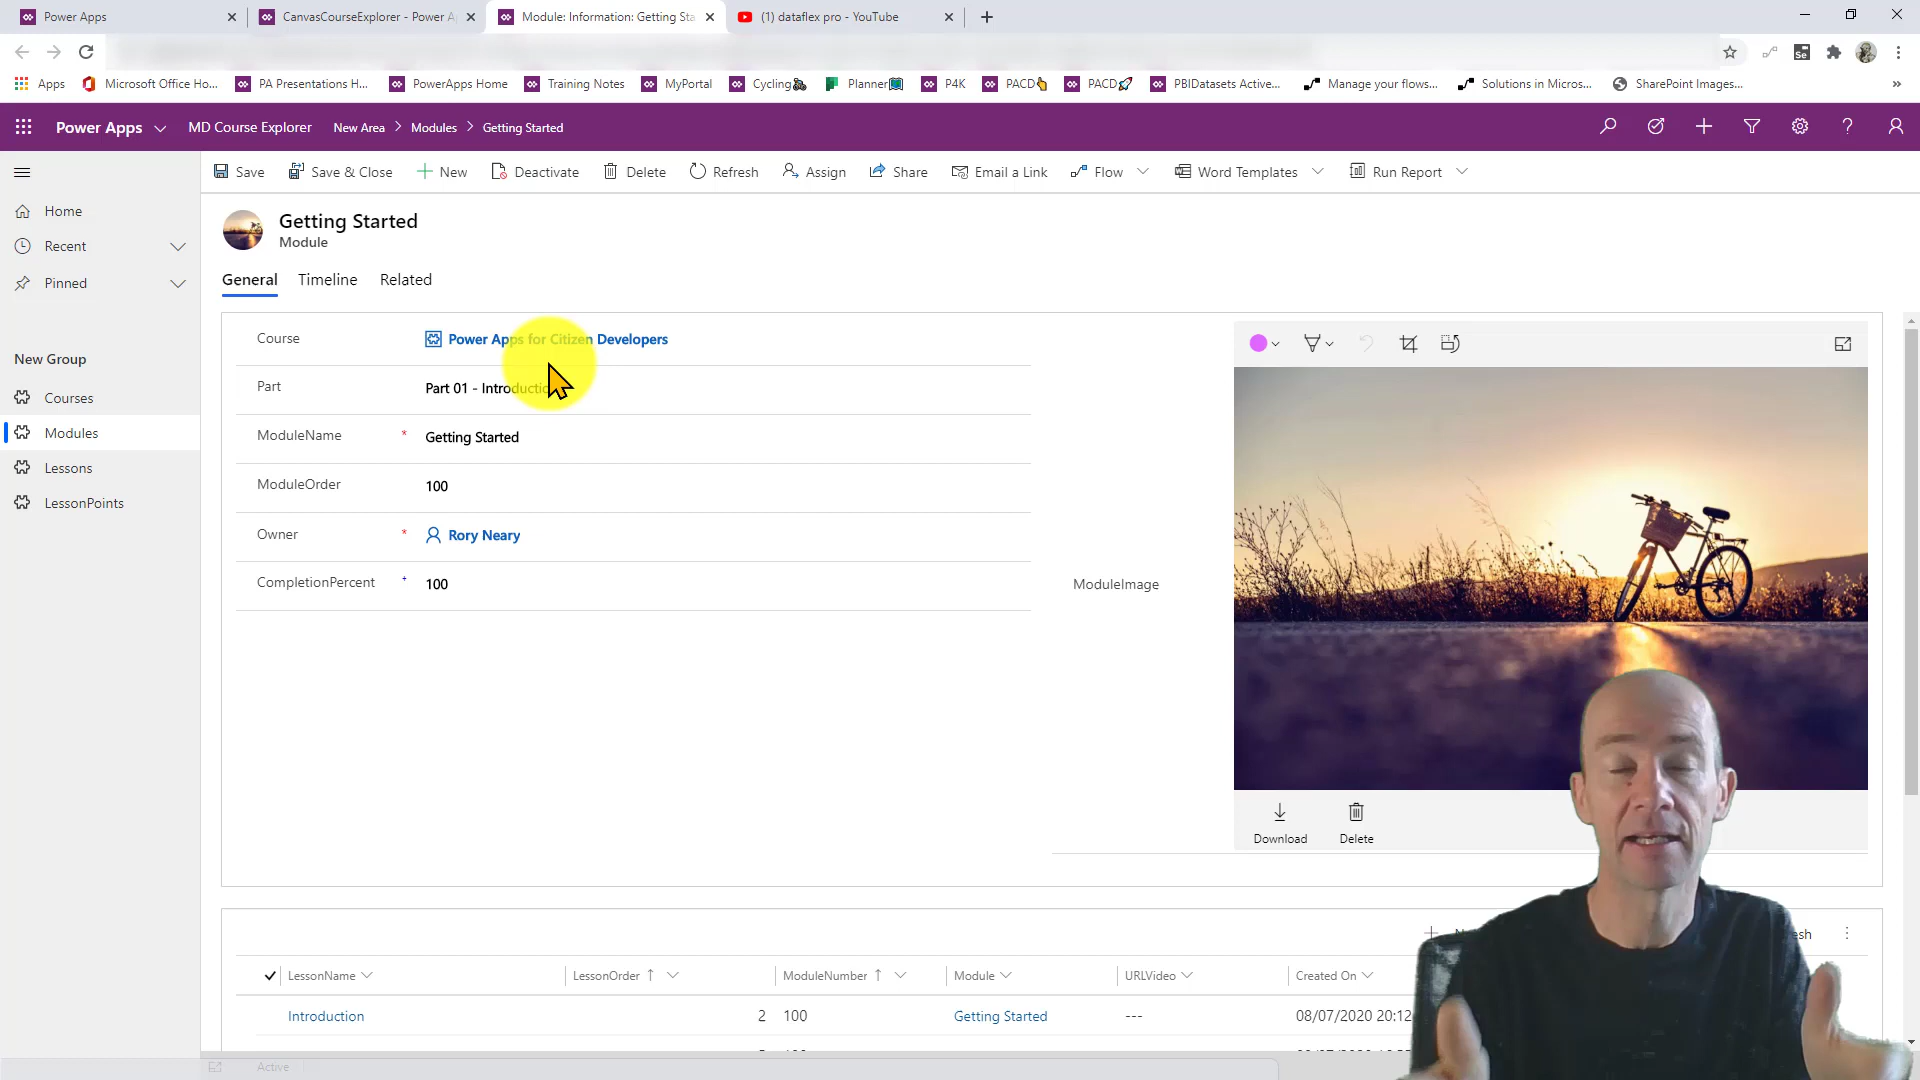 Power Apps
CanvasCourseExplorer - Power A
Module: Information: Getting Sta
(1) dataflex pro - YouTube
Apps
Microsoft Office Ho...
PA Presentations H...
PowerApps Home
Training Notes
MyPortal
Cycling
Planner
P4K
PACD
PACD
PBIDatasets Active...
Manage your flows...
Solutions in Micros...
SharePoint Images...
»
Power Apps
MD Course Explorer
New Area > Modules > Getting Started
Save
Save & Close
New
Deactivate
Delete
Refresh
Assign
Share
Email a Link
Flow
Word Templates
Run Report
Home
Recent
Pinned
New Group
Courses
Modules
Lessons
LessonPoints
Getting Started
Module
General
Timeline
Related
Course
Power Apps for Citizen Developers
Part
Part 01 - Introductio
ModuleName *
Getting Started
ModuleOrder
100
Owner *
Rory Neary
CompletionPercent +
100
ModuleImage
Download
Delete
LessonName
LessonOrder
ModuleNumber
Module
URLVideo
Created On
Introduction
2
100
Getting Started
---
08/07/2020 20:12
Active